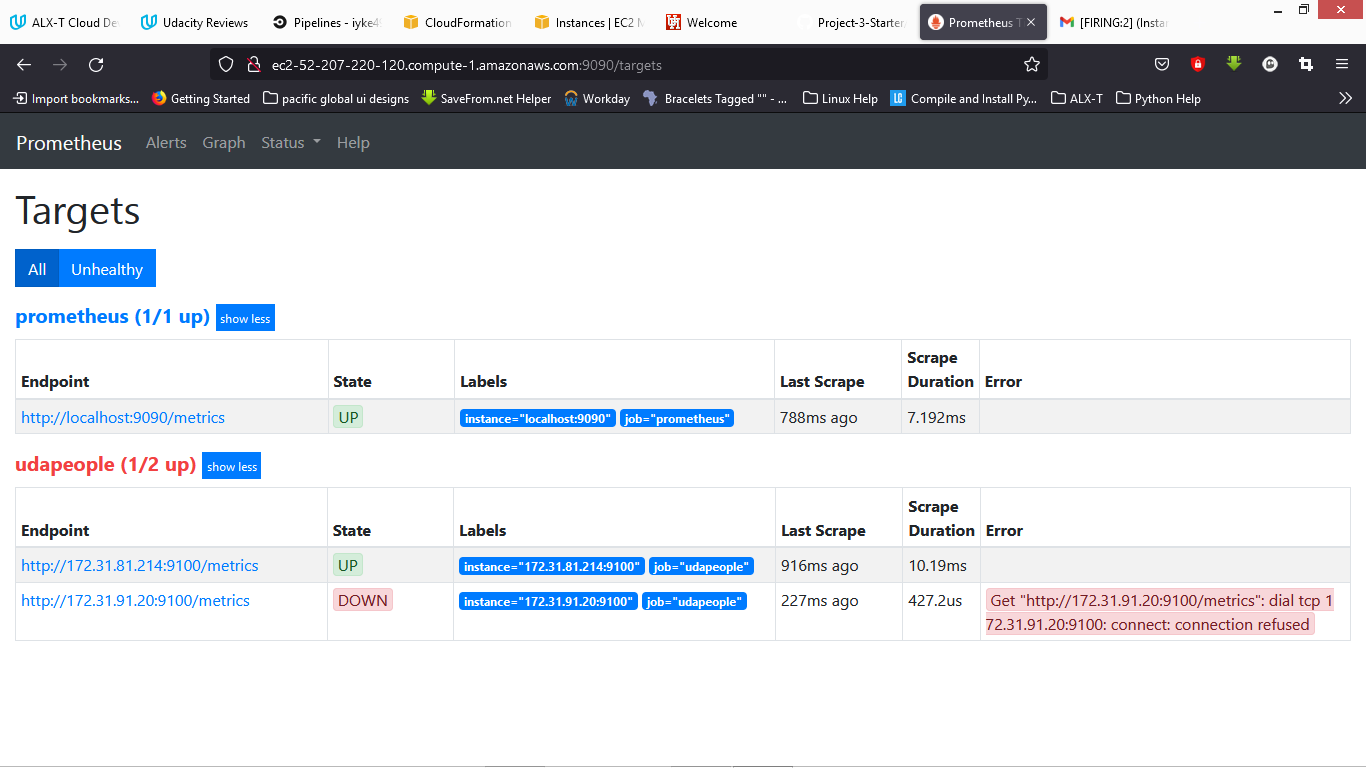 ALX-T Cloud De
Udacity Reviews
Pipelines - iyke49
CloudFormation
Instances | EC2 M
Welcome
Project-3-Starter/
Prometheus T
[FIRING:2] (Instan
ec2-52-207-220-120.compute-1.amazonaws.com:9090/targets
Import bookmarks... Getting Started pacific global ui designs SaveFrom.net Helper Workday Bracelets Tagged "" - ... Linux Help Compile and Install Py... ALX-T Python Help
Prometheus Alerts Graph Status Help
Targets
All Unhealthy
prometheus (1/1 up) show less
Endpoint State Labels Last Scrape Scrape Duration Error
http://localhost:9090/metrics UP instance="localhost:9090" job="prometheus" 788ms ago 7.192ms
udapeople (1/2 up) show less
Endpoint State Labels Last Scrape Scrape Duration Error
http://172.31.81.214:9100/metrics UP instance="172.31.81.214:9100" job="udapeople" 916ms ago 10.19ms
http://172.31.91.20:9100/metrics DOWN instance="172.31.91.20:9100" job="udapeople" 227ms ago 427.2us Get "http://172.31.91.20:9100/metrics": dial tcp 1
72.31.91.20:9100: connect: connection refused